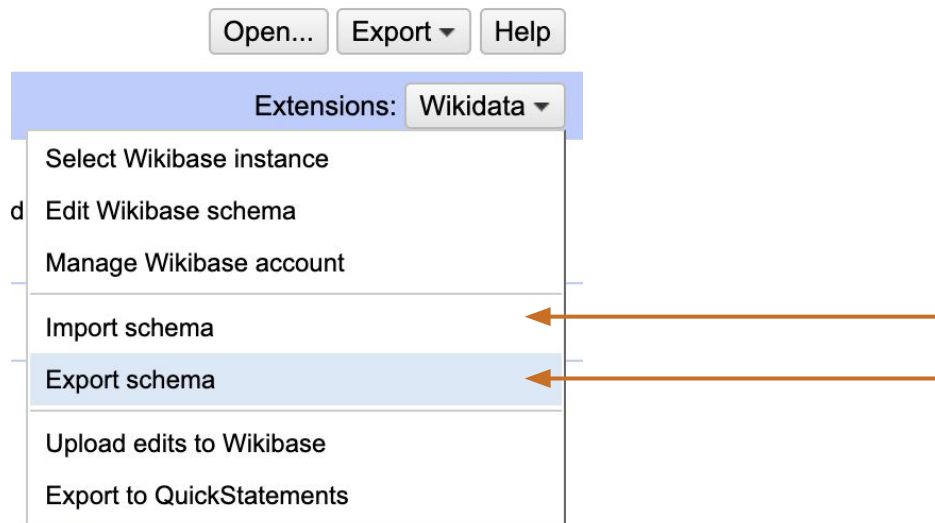 Open... Export Help
Extensions: Wikidata
Select Wikibase instance
d Edit Wikibase schema
Manage Wikibase account
Import schema
Export schema
Upload edits to Wikibase
Export to QuickStatements